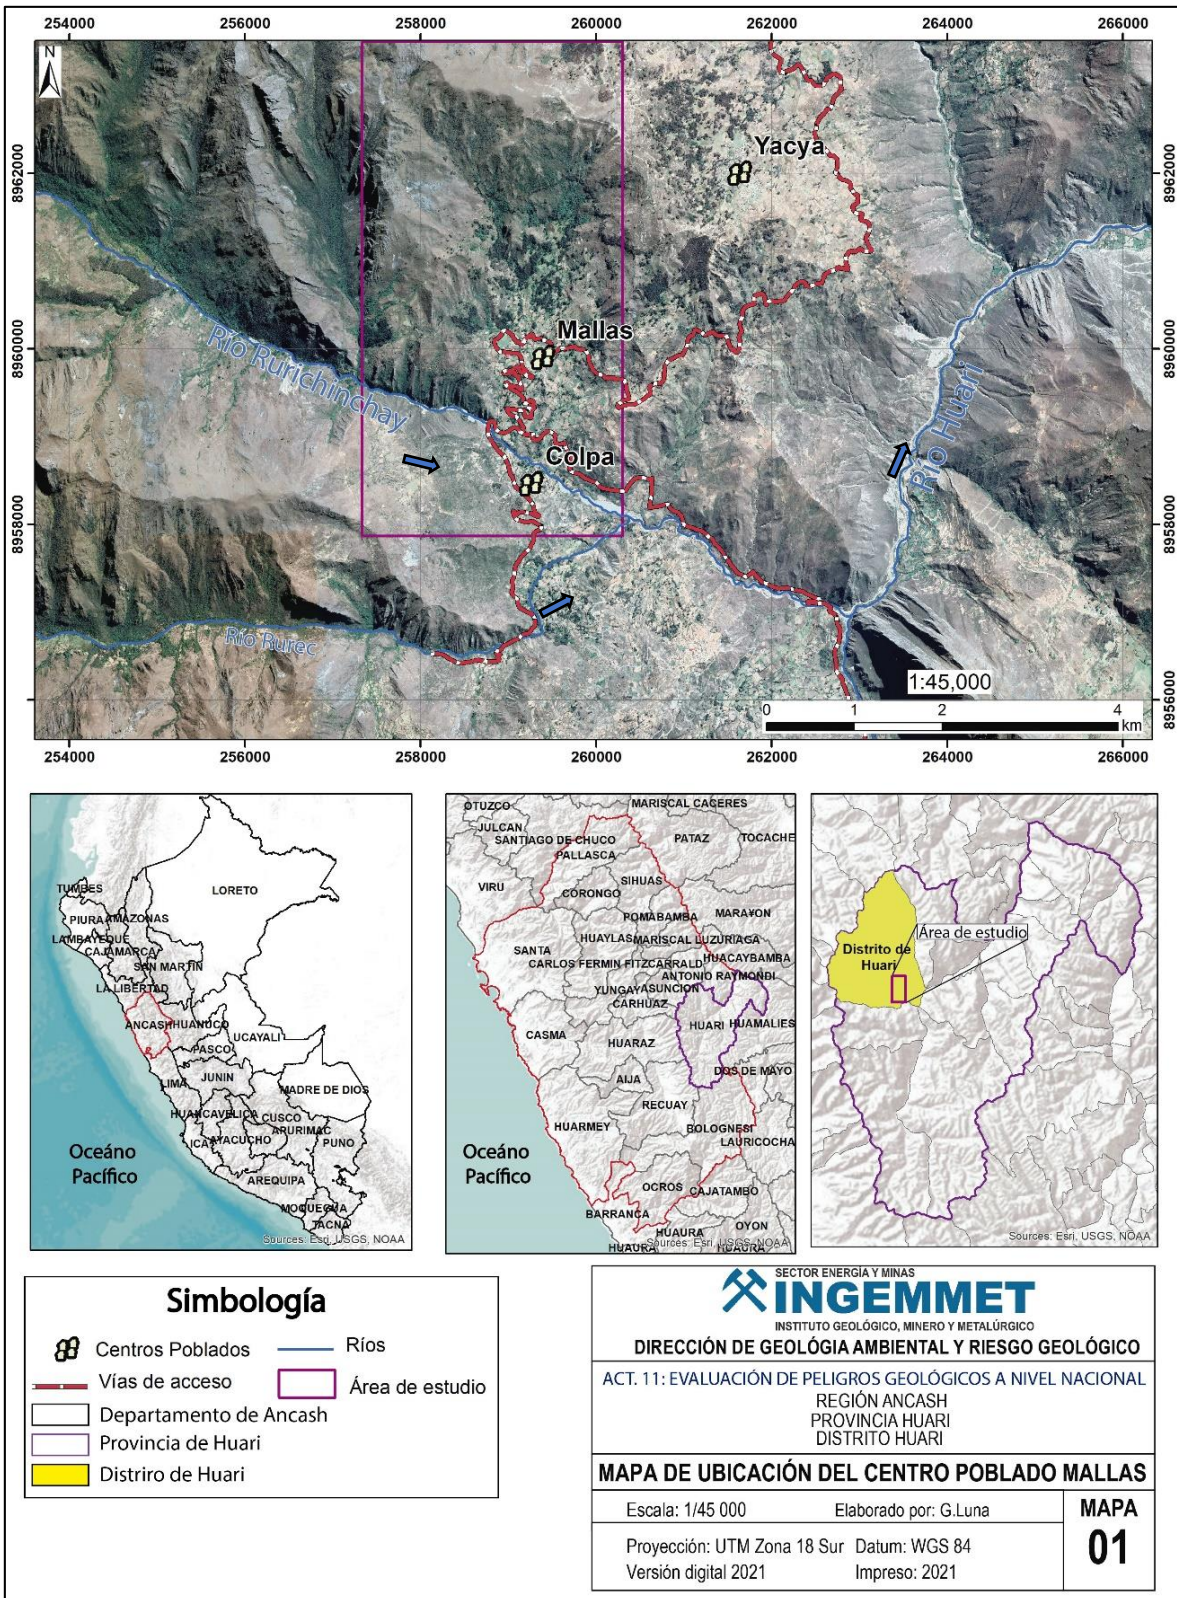 254000 256000 258000 260000 262000 264000 266000
N
Yacya
8962000 8962000
Mallas
8960000 8960000
Río Rurichinchay
Río Huari
Colpa
8958000 8958000
Río Rurec
1:45,000
8956000 8956000
0 1 2 4
km
254000 256000 258000 260000 262000 264000 266000
TUMBES
LORETO
PIURA
AMAZONAS
LAMBAYEQUE
CAJAMARCA
SAN MARTIN
LA LIBERTAD
ANCASH
HUANUCO
UCAYALI
PASCO
LIMA
JUNIN
MADRE DE DIOS
HUANCAVELICA
CUSCO
APURIMAC
ICA
AYACUCHO
PUNO
AREQUIPA
MOQUEGUA
TACNA
Oceáno
Pacífico
Sources: Esri, USGS, NOAA
OTUZCO
MARISCAL CACERES
JULCAN
SANTIAGO DE CHUCO
PATAZ
TOCACHE
PALLASCA
VIRU
SIHUAS
CORONGO
POMABAMBA
MARA¥ON
SANTA
HUAYLAS
MARISCAL LUZURIAGA
HUACAYBAMBA
CARLOS FERMIN FITZCARRALD
ANTONIO RAYMONDI
YUNGAY
ASUNCION
CARHUAZ
CASMA
HUARI
HUAMALIES
HUARAZ
AIJA
DOS DE MAYO
RECUAY
HUARMEY
BOLOGNESI
LAURICOCHA
Oceáno
Pacífico
OCROS
CAJATAMBO
BARRANCA
HUAURA
OYON
Sources: Esri, USGS, NOAA
HUAURA
HUAURA
Área de estudio
Distrito de
Huari
Sources: Esri, USGS, NOAA
Simbología
Centros Poblados
Ríos
Vías de acceso
Área de estudio
Departamento de Ancash
Provincia de Huari
Distriro de Huari
SECTOR ENERGÍA Y MINAS
INGEMMET
INSTITUTO GEOLÓGICO, MINERO Y METALÚRGICO
DIRECCIÓN DE GEOLÓGIA AMBIENTAL Y RIESGO GEOLÓGICO
ACT. 11: EVALUACIÓN DE PELIGROS GEOLÓGICOS A NIVEL NACIONAL
REGIÓN ANCASH
PROVINCIA HUARI
DISTRITO HUARI
MAPA DE UBICACIÓN DEL CENTRO POBLADO MALLAS
Escala: 1/45 000 Elaborado por: G.Luna
Proyección: UTM Zona 18 Sur Datum: WGS 84
Versión digital 2021 Impreso: 2021
MAPA
01